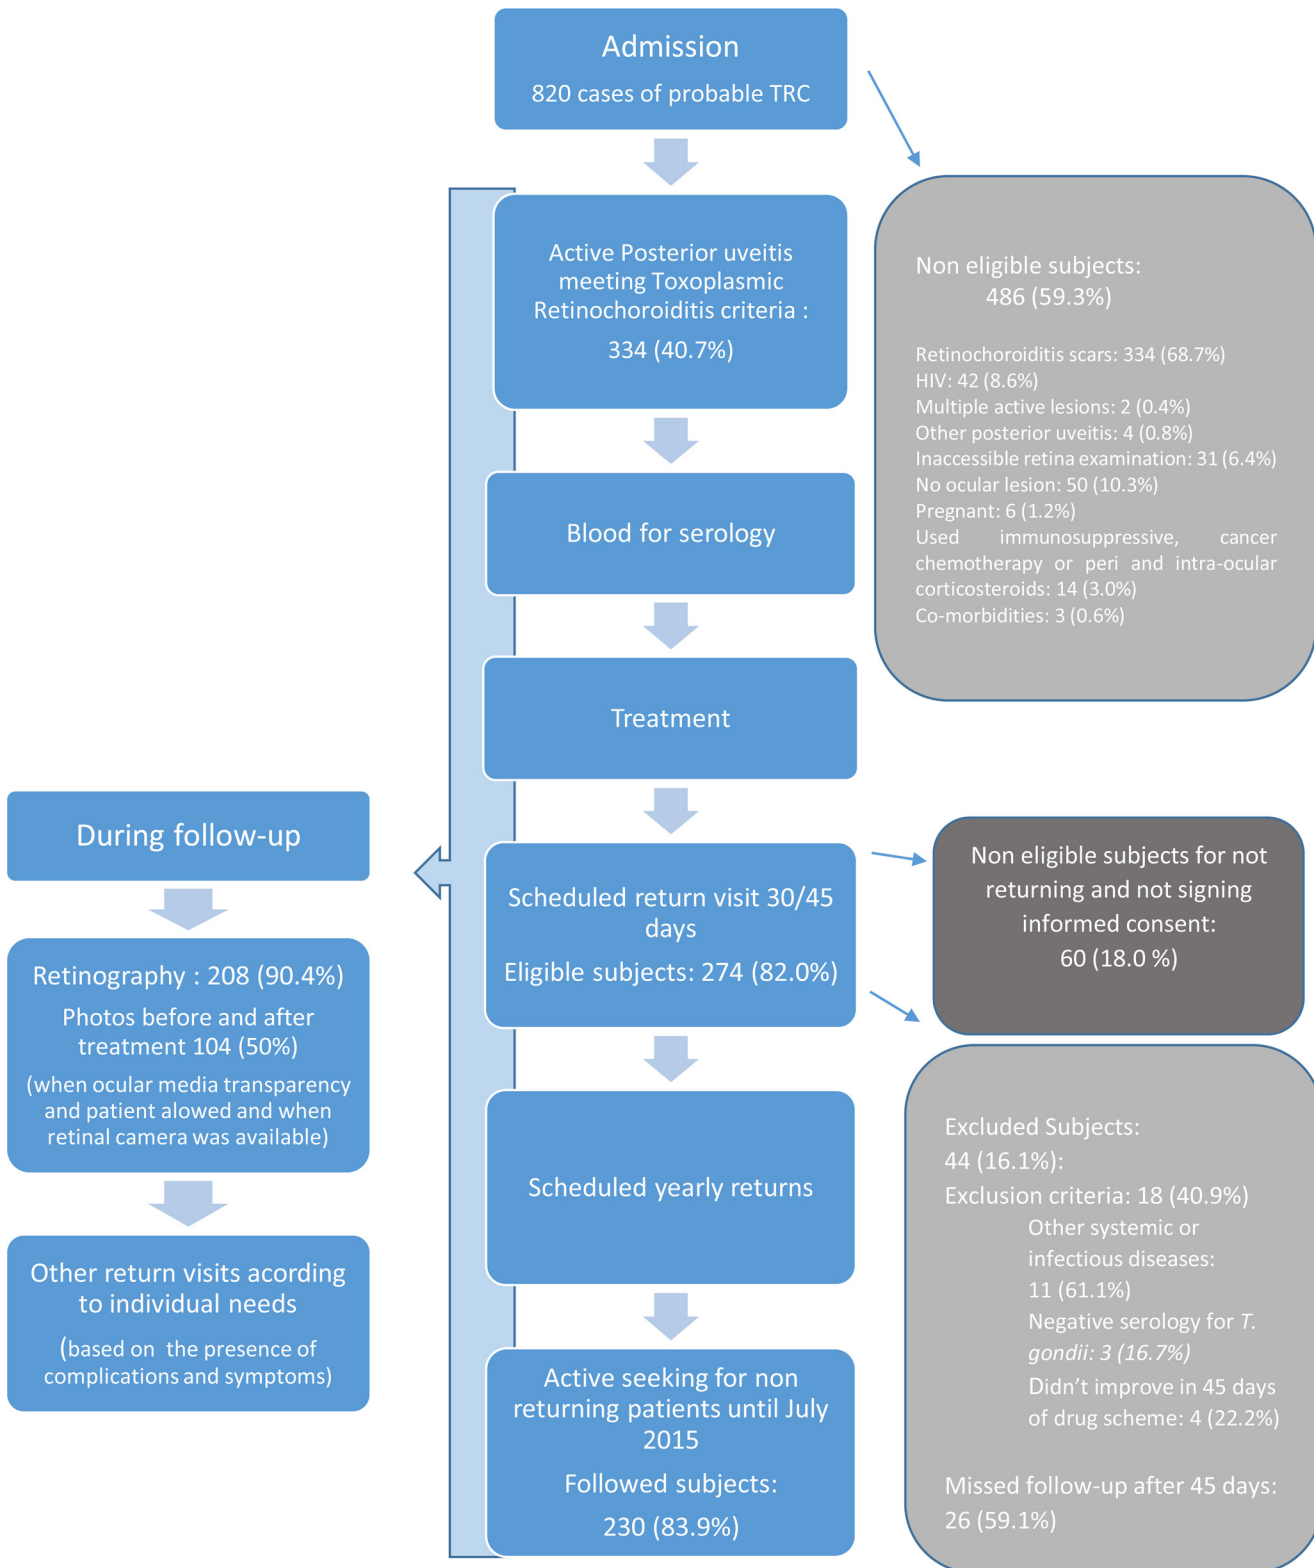 Admission
820 cases of probable TRC
Active Posterior uveitis
meeting Toxoplasmic
Retinochoroiditis criteria :
334 (40.7%)
Non eligible subjects:
486 (59.3%)
Retinochoroiditis scars: 334 (68.7%)
HIV: 42 (8.6%)
Multiple active lesions: 2 (0.4%)
Other posterior uveitis: 4 (0.8%)
Inaccessible retina examination: 31 (6.4%)
No ocular lesion: 50 (10.3%)
Pregnant: 6 (1.2%)
Used immunosuppressive, cancer
chemotherapy or peri and intra-ocular
corticosteroids: 14 (3.0%)
Co-morbidities: 3 (0.6%)
Blood for serology
Treatment
Scheduled return visit 30/45
days
Eligible subjects: 274 (82.0%)
Non eligible subjects for not
returning and not signing
informed consent:
60 (18.0 %)
During follow-up
Retinography : 208 (90.4%)
Photos before and after
treatment 104 (50%)
(when ocular media transparency
and patient alowed and when
retinal camera was available)
Other return visits acording
to individual needs
(based on the presence of
complications and symptoms)
Scheduled yearly returns
Excluded Subjects:
44 (16.1%):
Exclusion criteria: 18 (40.9%)
Other systemic or
infectious diseases:
11 (61.1%)
Negative serology for T.
gondii: 3 (16.7%)
Didn't improve in 45 days
of drug scheme: 4 (22.2%)
Missed follow-up after 45 days:
26 (59.1%)
Active seeking for non
returning patients until July
2015
Followed subjects:
230 (83.9%)